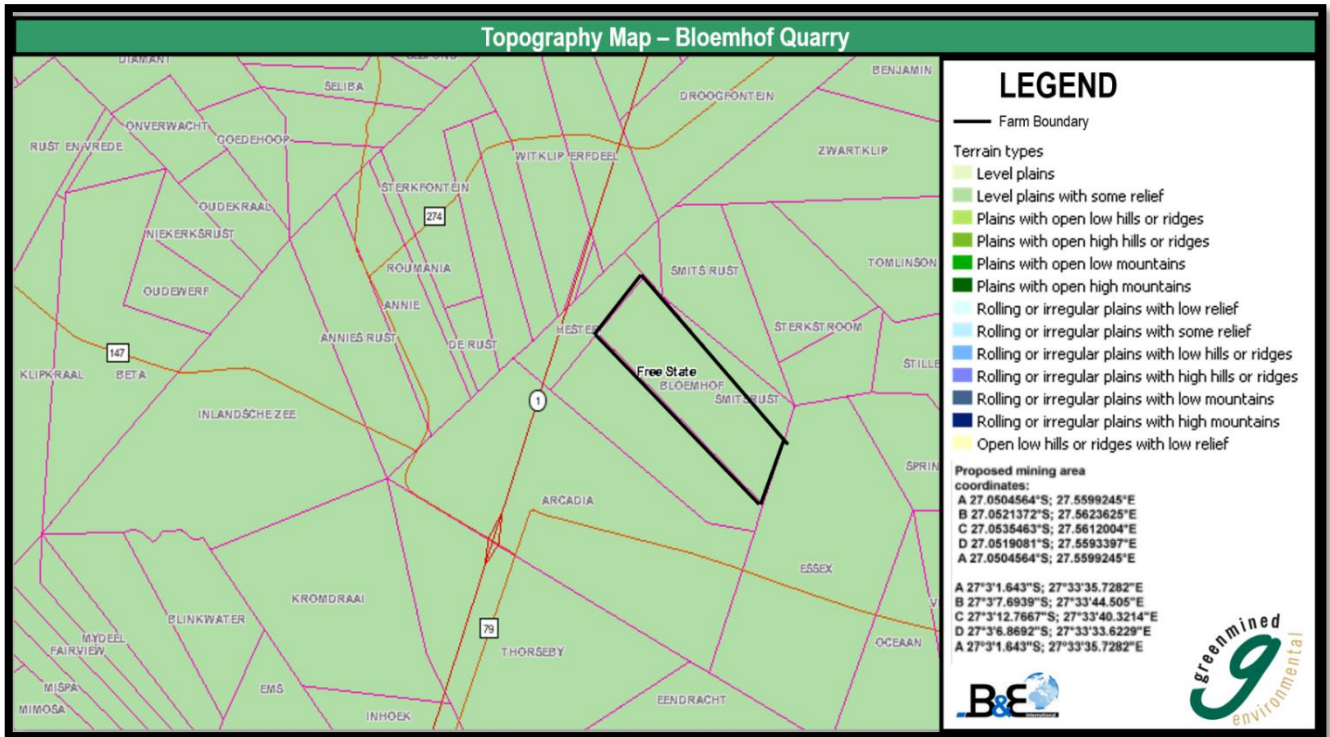 Topography Map – Bloemhof Quarry
DIAMANT
SELIBA
BENJAMIN
DROOGFONTEIN
ONVERWACHT
GOEDEHOOP
RUST EN VREDE
WITKLIP ERFDEEL
ZWARTKLIP
STERKFONTEIN
OUDEKRAAL
274
NIEKERKSRUST
ROUMANIA
SMITS RUST
TOMLINSON
OUDEWERF
ANNIE
HESTER
STERKSTROOM
ANNIES RUST
DE RUST
147
KLIPKRAAL
BETA
STILLE
Free State
BLOEMHOF
SMITSRUST
1
INLANDSCHE ZEE
SPRIN
ARCADIA
ESSEX
KROMDRAAI
BLINKWATER
MYDEEL
FAIRVIEW
79
THORSEBY
OCEAAN
MISPA
EMS
EENDRACHT
MIMOSA
INHOEK
LEGEND
Farm Boundary
Terrain types
Level plains
Level plains with some relief
Plains with open low hills or ridges
Plains with open high hills or ridges
Plains with open low mountains
Plains with open high mountains
Rolling or irregular plains with low relief
Rolling or irregular plains with some relief
Rolling or irregular plains with low hills or ridges
Rolling or irregular plains with high hills or ridges
Rolling or irregular plains with low mountains
Rolling or irregular plains with high mountains
Open low hills or ridges with low relief
Proposed mining area
coordinates:
A 27.0504564"S; 27.5599245"E
B 27.0521372"S; 27.5623625"E
C 27.0535463"S; 27.5612004"E
D 27.0519081"S; 27.5593397"E
A 27.0504564"S; 27.5599245"E
A 27°3'1.643"S; 27°33'35.7282"E
B 27°3'7.6939"S; 27°33'44.505"E
C 27°3'12.7667"S; 27°33'40.3214"E
D 27°3'6.8692"S; 27°33'33.6229"E
A 27°3'1.643"S; 27°33'35.7282"E
B&E
International
greenmined
environmental